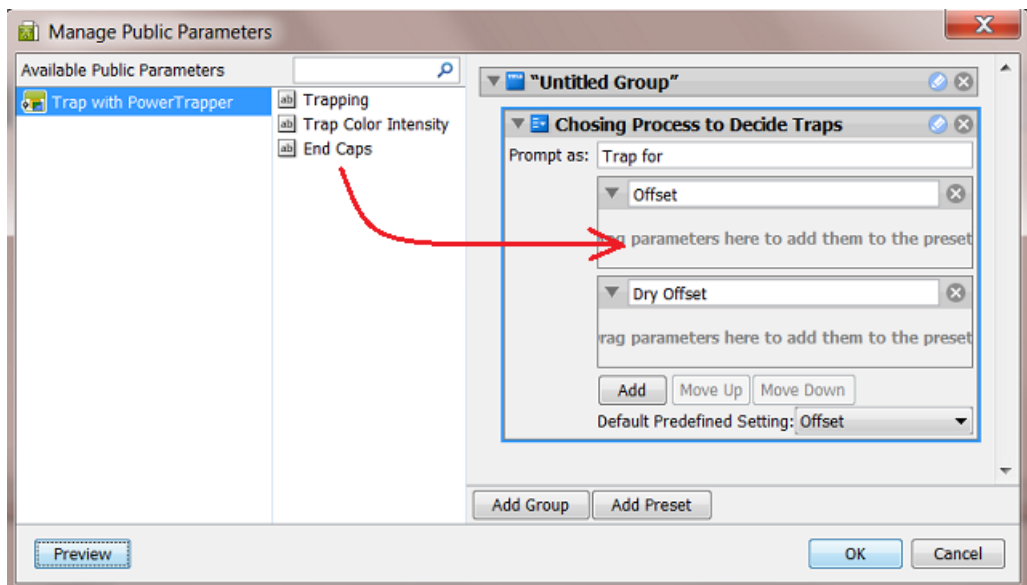 Manage Public Parameters
Available Public Parameters
Trap with PowerTrapper
ab Trapping
ab Trap Color Intensity
ab End Caps
"Untitled Group"
Chosing Process to Decide Traps
Prompt as: Trap for
Offset
parameters here to add them to the preset
Dry Offset
rag parameters here to add them to the preset
Add Move Up Move Down
Default Predefined Setting: Offset
Add Group Add Preset
Preview OK Cancel